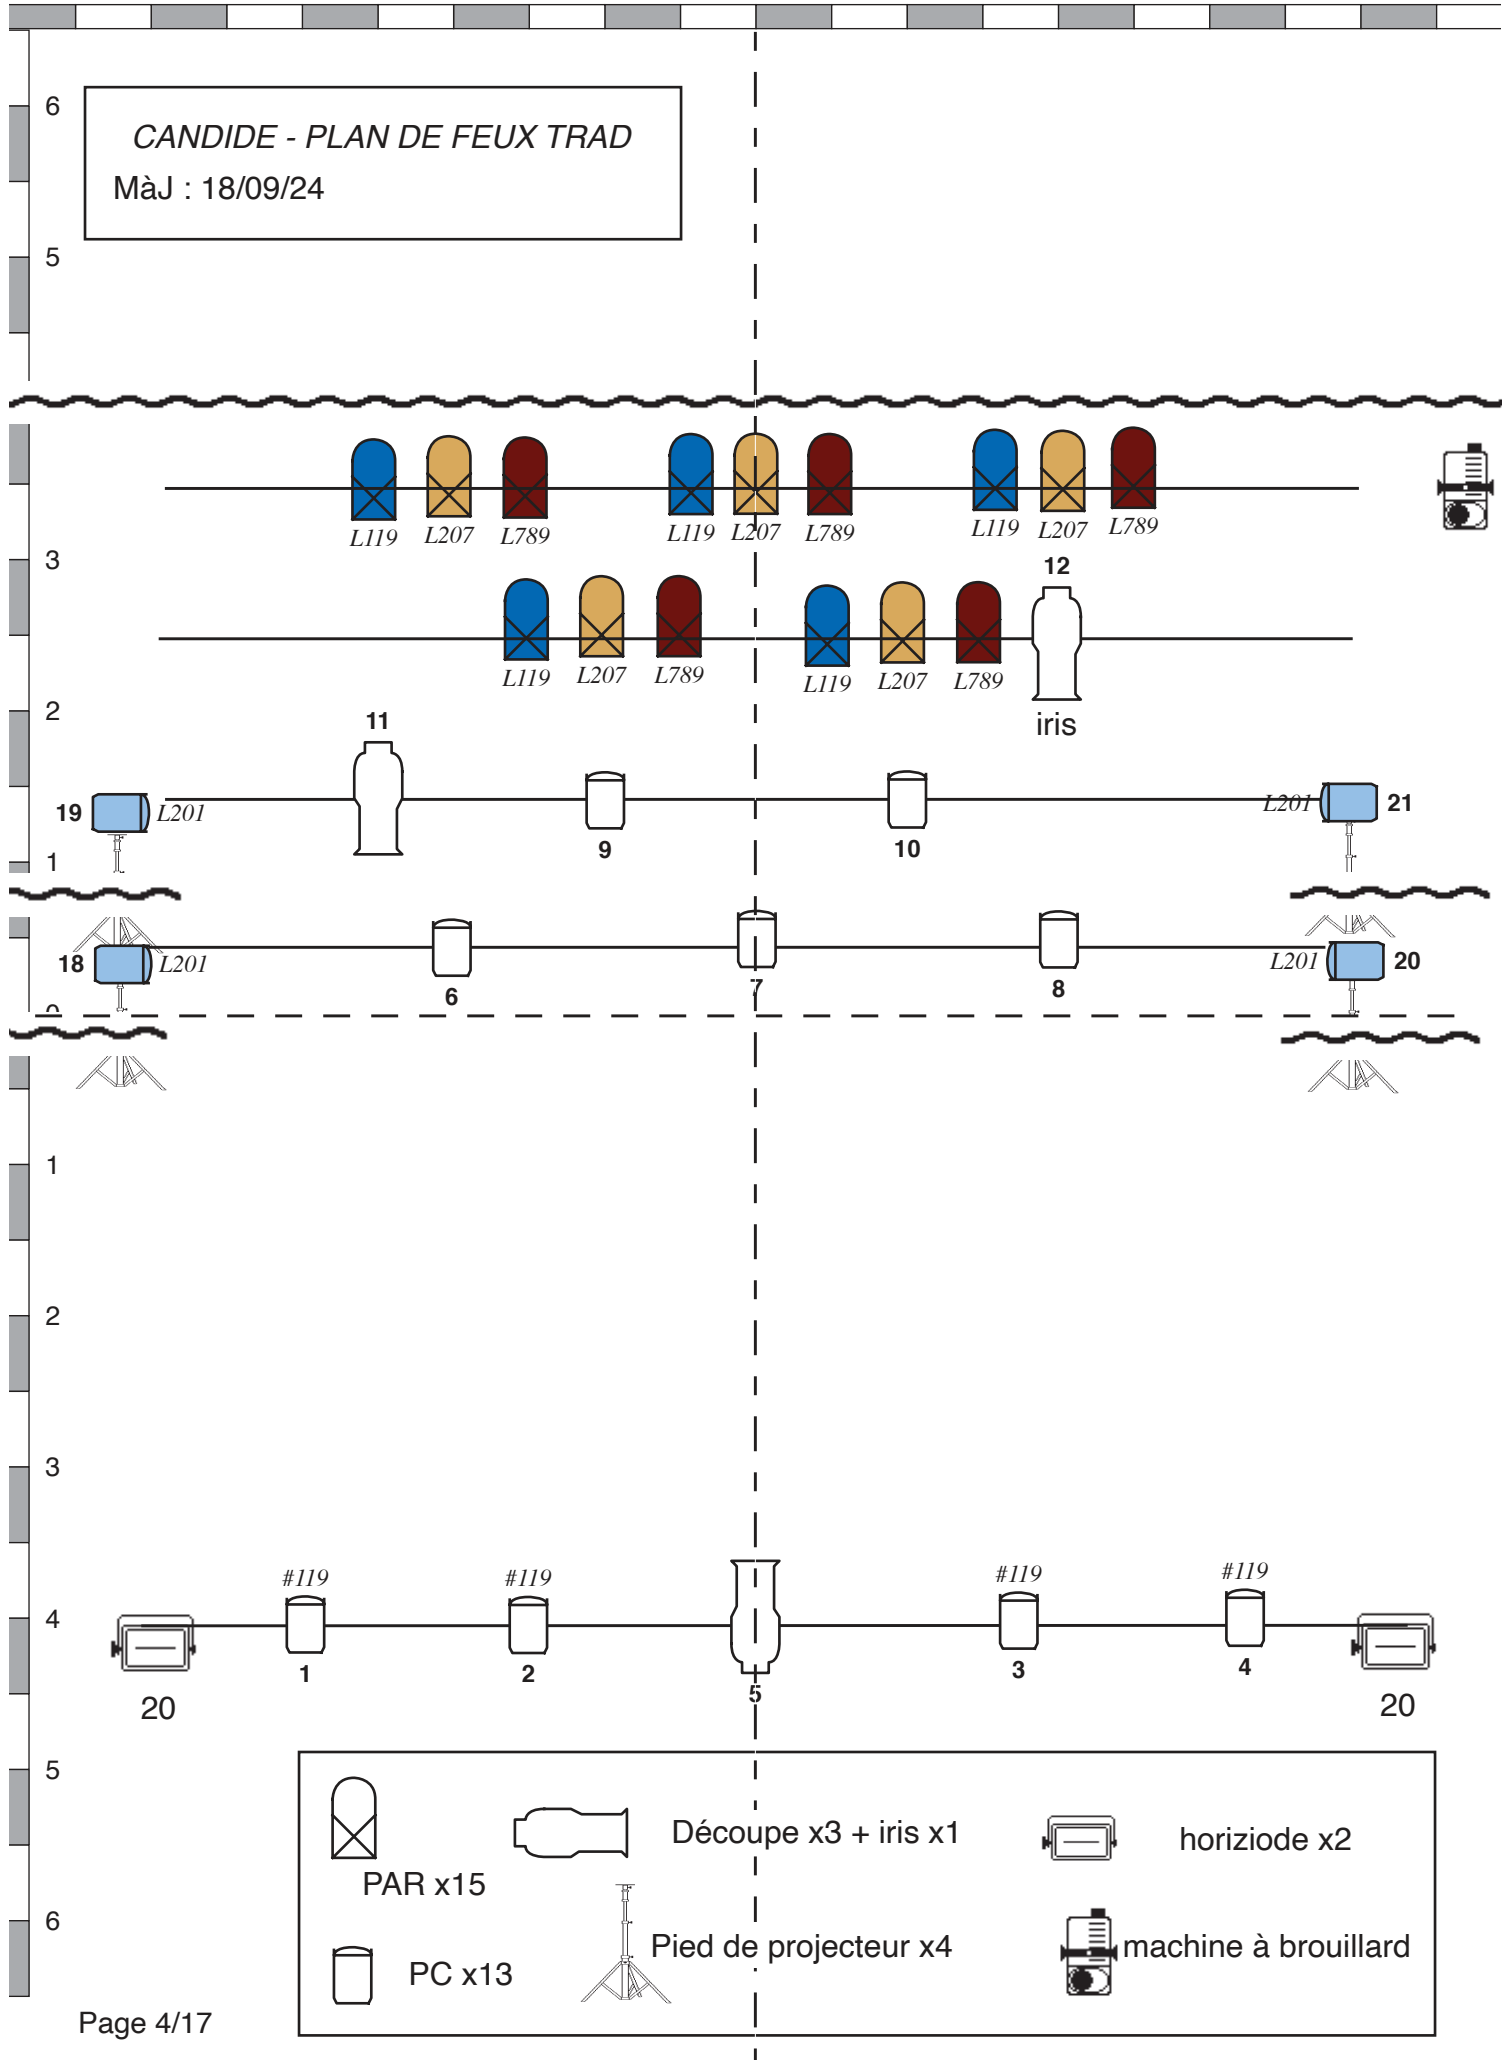 6
CANDIDE - PLAN DE FEUX TRAD
MàJ : 18/09/24
5
L119 L207 L789 L119 L207 L789 L119 L207 L789
3
12
L119 L207 L789 L119 L207 L789
2
iris
11
19 L201 L201 21
9 10
1
18 L201 L201 20
6 7 8
0
1
2
3
#119 #119 #119 #119
4
1 2 5 3 4
20 20
5
Découpe x3 + iris x1
horiziode x2
PAR x15
6
Pied de projecteur x4
machine à brouillard
PC x13
Page 4/17